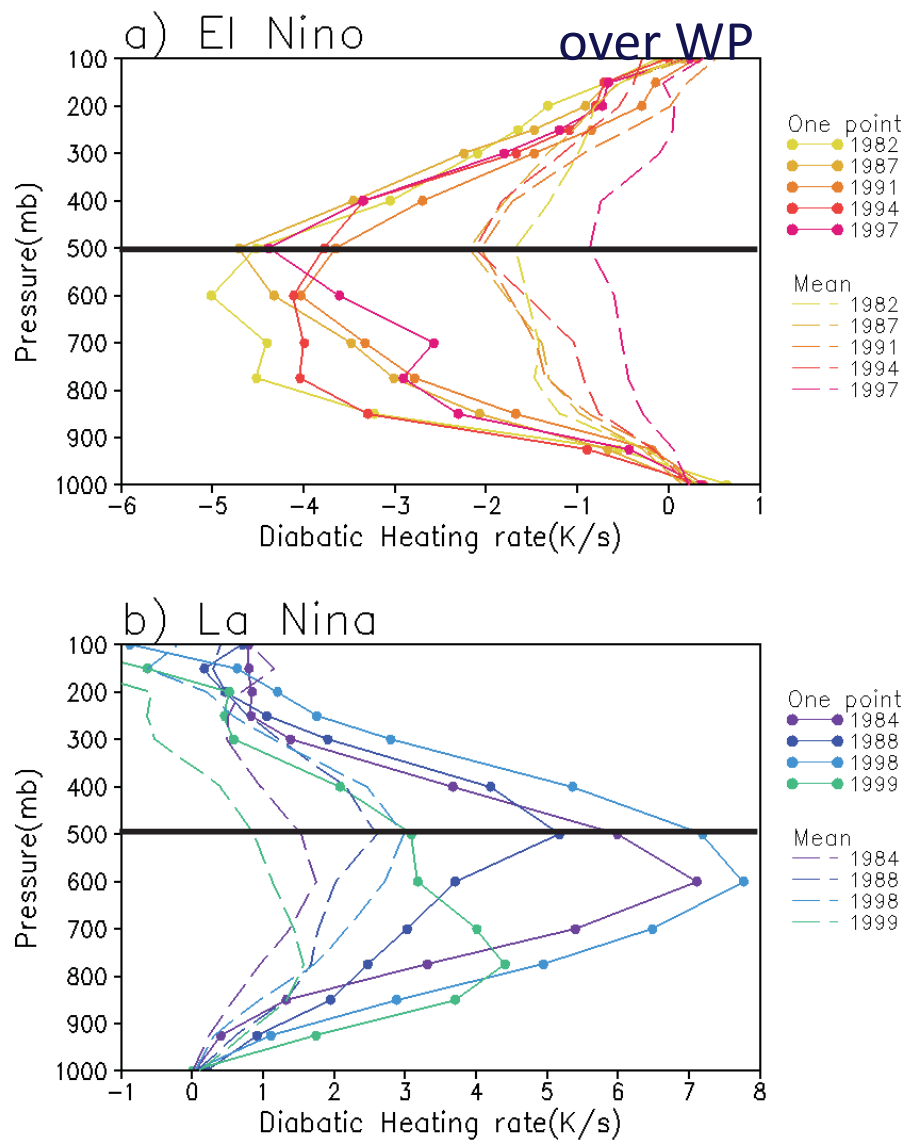 a) El Nino
over WP
100
200
300
400
500
600
700
800
900
1000
Pressure(mb)
-6 -5 -4 -3 -2 -1 0 1
Diabatic Heating rate(K/s)
One point
1982
1987
1991
1994
1997
Mean
1982
1987
1991
1994
1997
b) La Nina
100
200
300
400
500
600
700
800
900
1000
Pressure(mb)
-1 0 1 2 3 4 5 6 7 8
Diabatic Heating rate(K/s)
One point
1984
1988
1998
1999
Mean
1984
1988
1998
1999